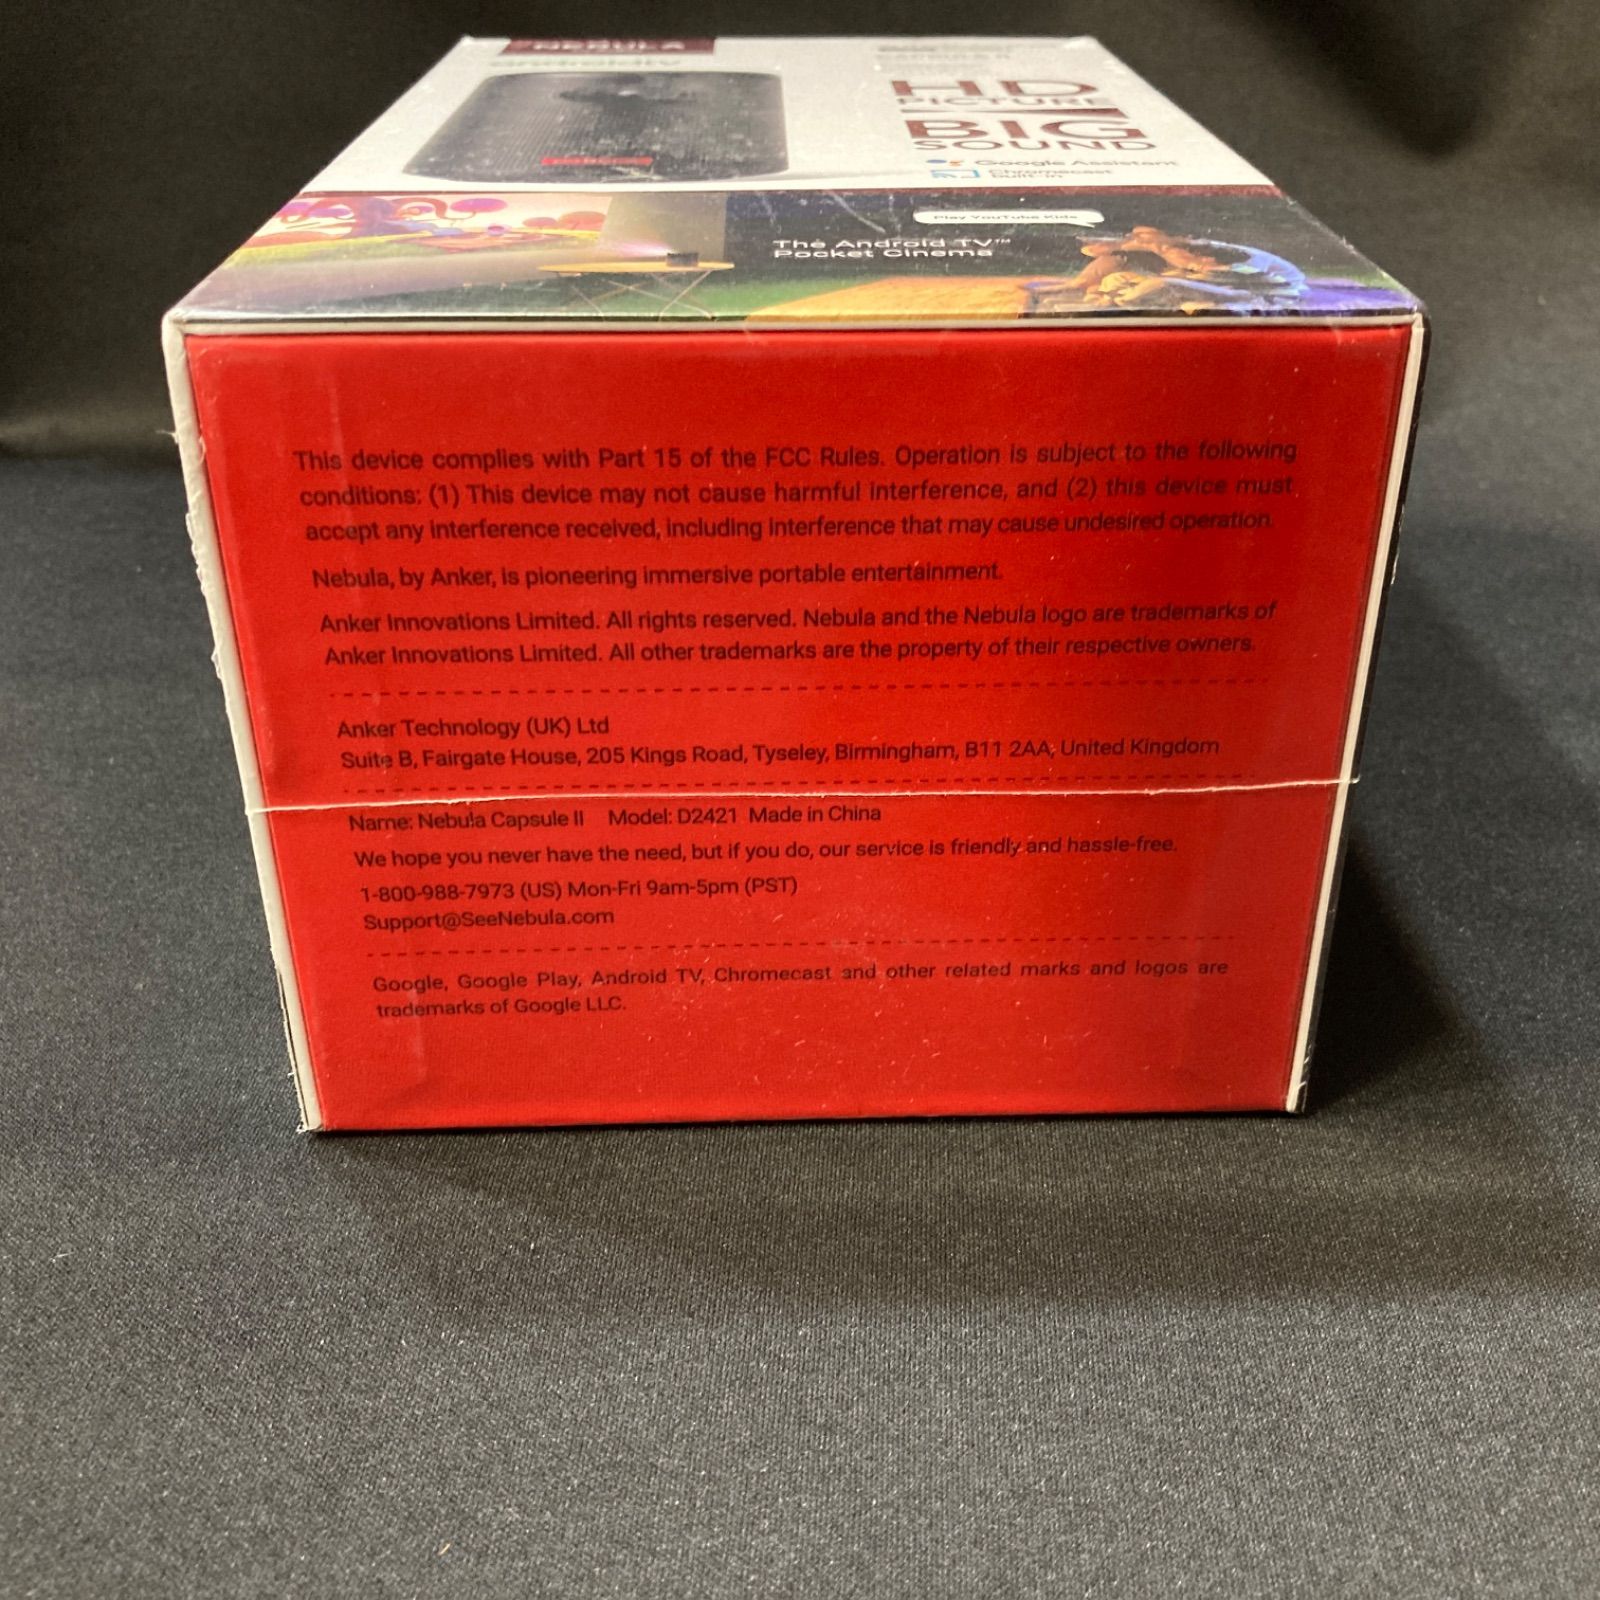 NEBULA
androidtv
HD
PICTURE
BIG
SOUND
Google Assistant
Chromecast
built-in
Play YouTube Kids
The Android TV™
Pocket Cinema
This device complies with Part 15 of the FCC Rules. Operation is subject to the following
conditions: (1) This device may not cause harmful interference, and (2) this device must
accept any interference received, including interference that may cause undesired operation.
Nebula, by Anker, is pioneering immersive portable entertainment.
Anker Innovations Limited. All rights reserved. Nebula and the Nebula logo are trademarks of
Anker Innovations Limited. All other trademarks are the property of their respective owners.
Anker Technology (UK) Ltd
Suite B, Fairgate House, 205 Kings Road, Tyseley, Birmingham, B11 2AA, United Kingdom
Name: Nebula Capsule II Model: D2421 Made in China
We hope you never have the need, but if you do, our service is friendly and hassle-free.
1-800-988-7973 (US) Mon-Fri 9am-5pm (PST)
Support@SeeNebula.com
Google, Google Play, Android TV, Chromecast and other related marks and logos are
trademarks of Google LLC.